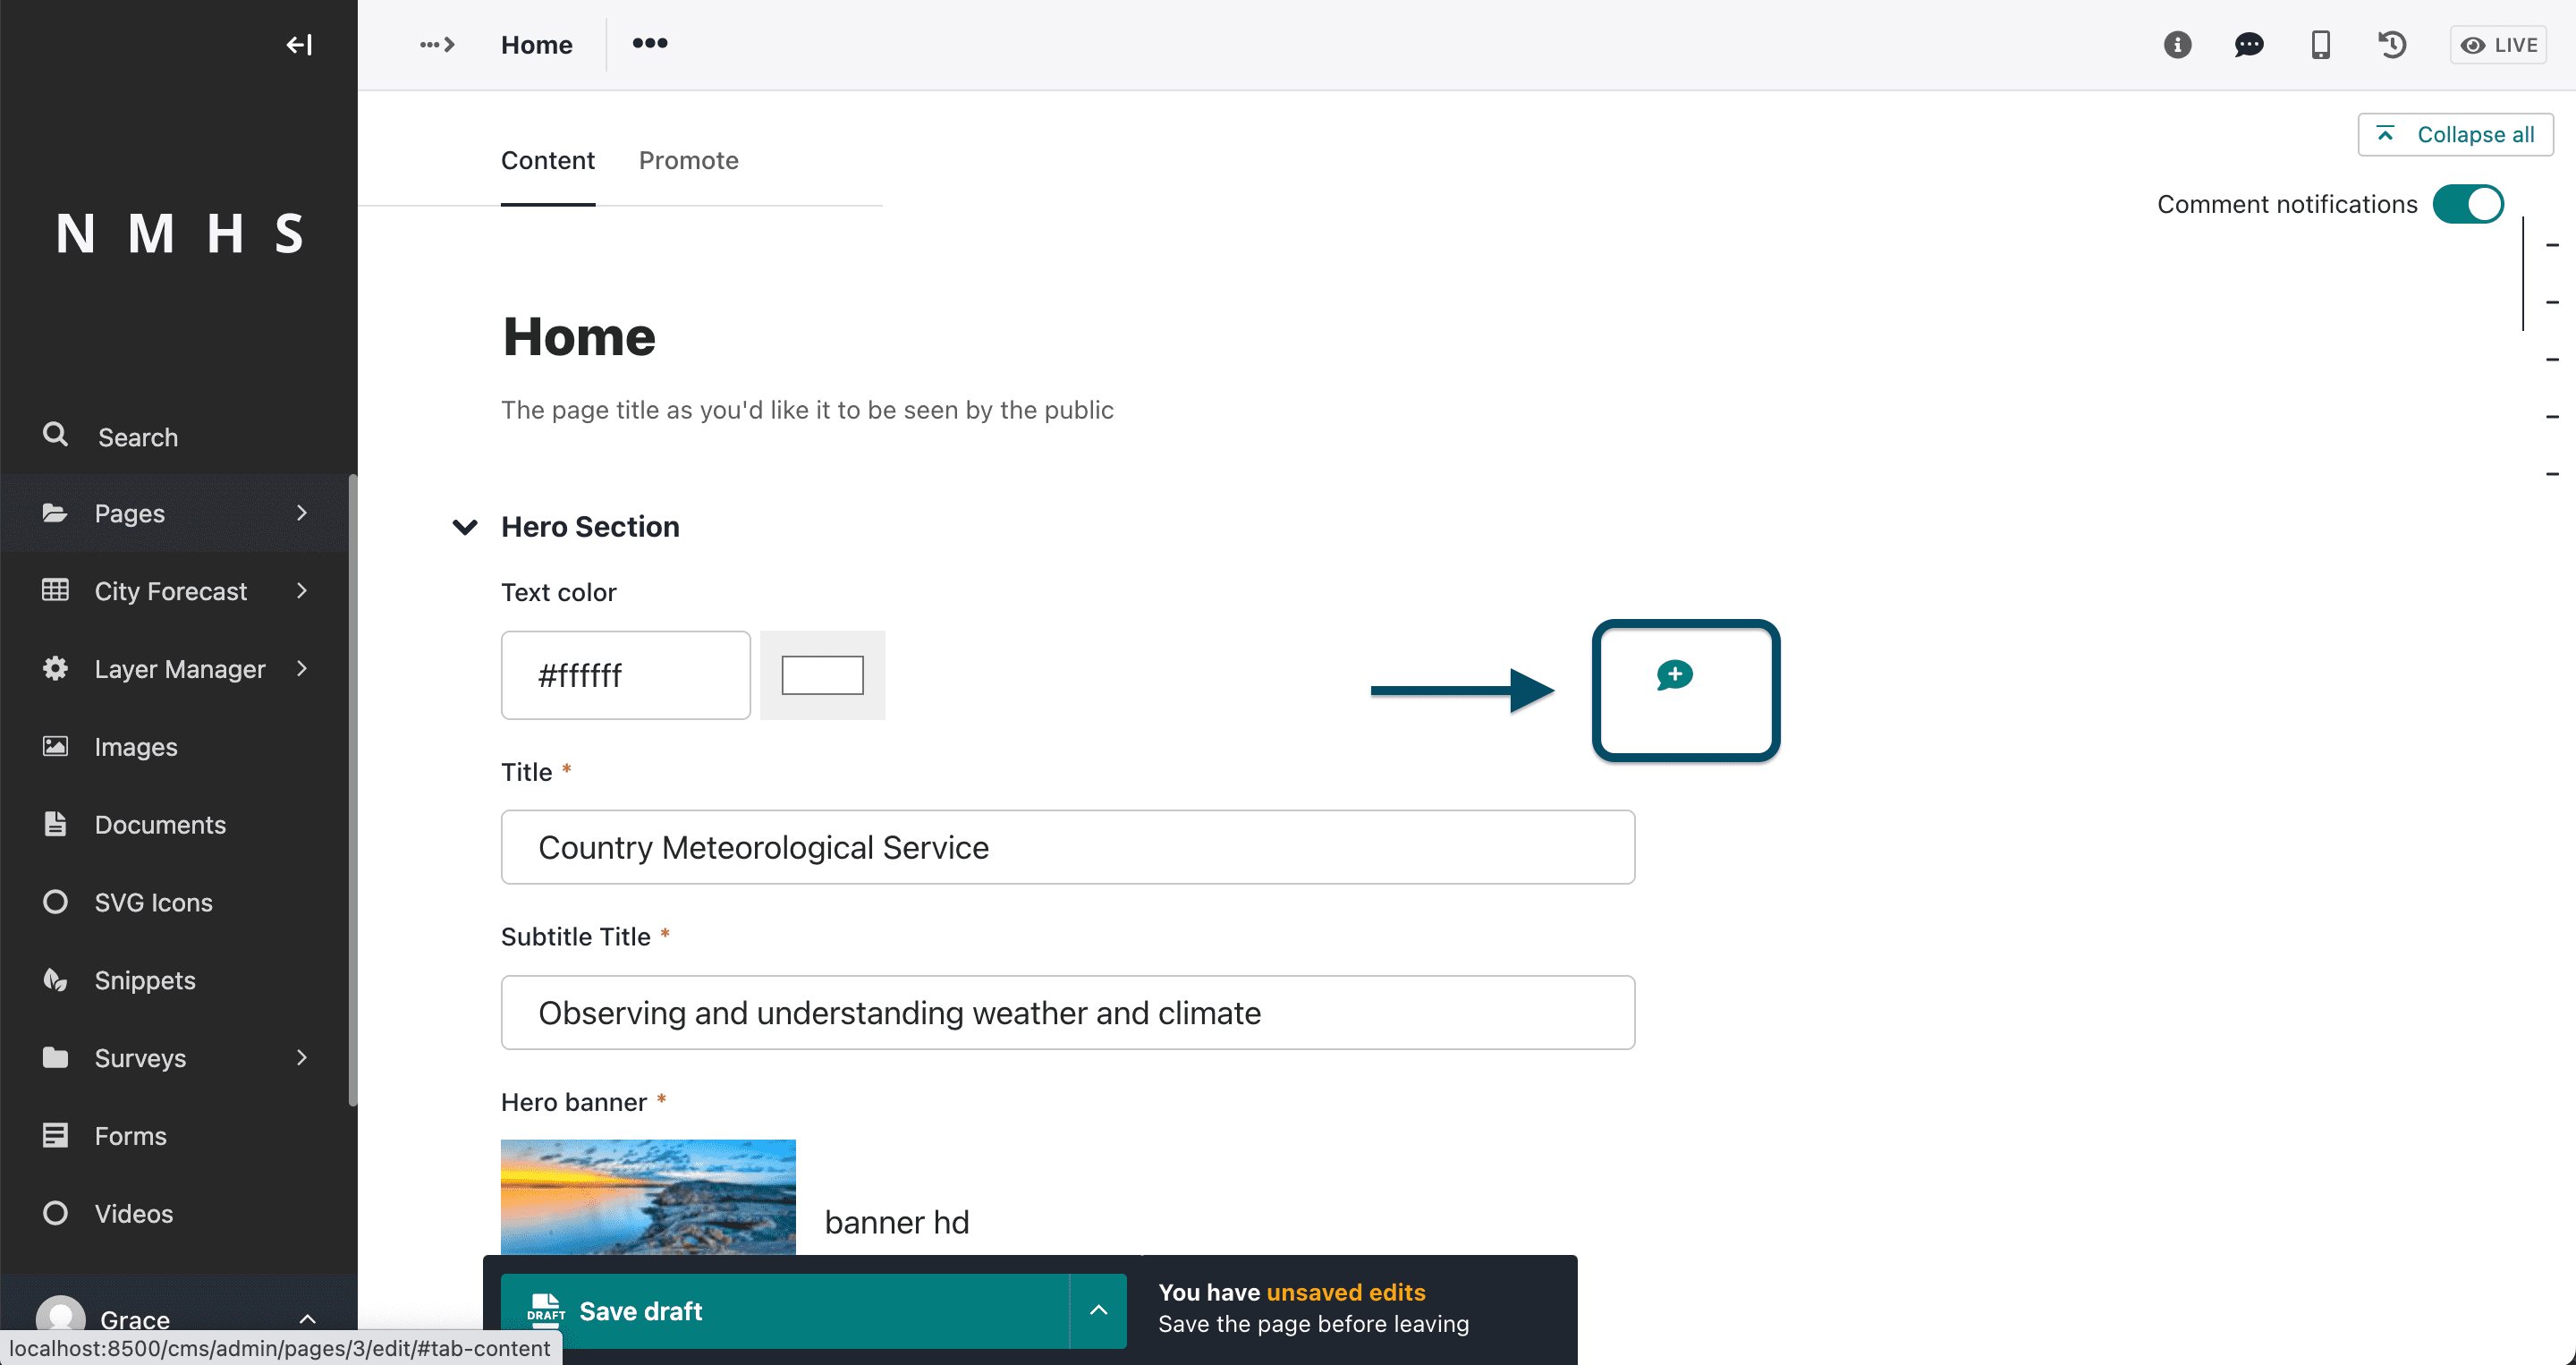 Home
LIVE
Collapse all
Content Promote
Comment notifications
N M H S
Home
The page title as you'd like it to be seen by the public
Search
Pages
City Forecast
Layer Manager
Images
Documents
SVG Icons
Snippets
Surveys
Forms
Videos
Grace
Hero Section
Text color
#ffffff
Title *
Country Meteorological Service
Subtitle Title *
Observing and understanding weather and climate
Hero banner *
banner hd
DRAFT Save draft
You have unsaved edits
Save the page before leaving
localhost:8500/cms/admin/pages/3/edit/#tab-content